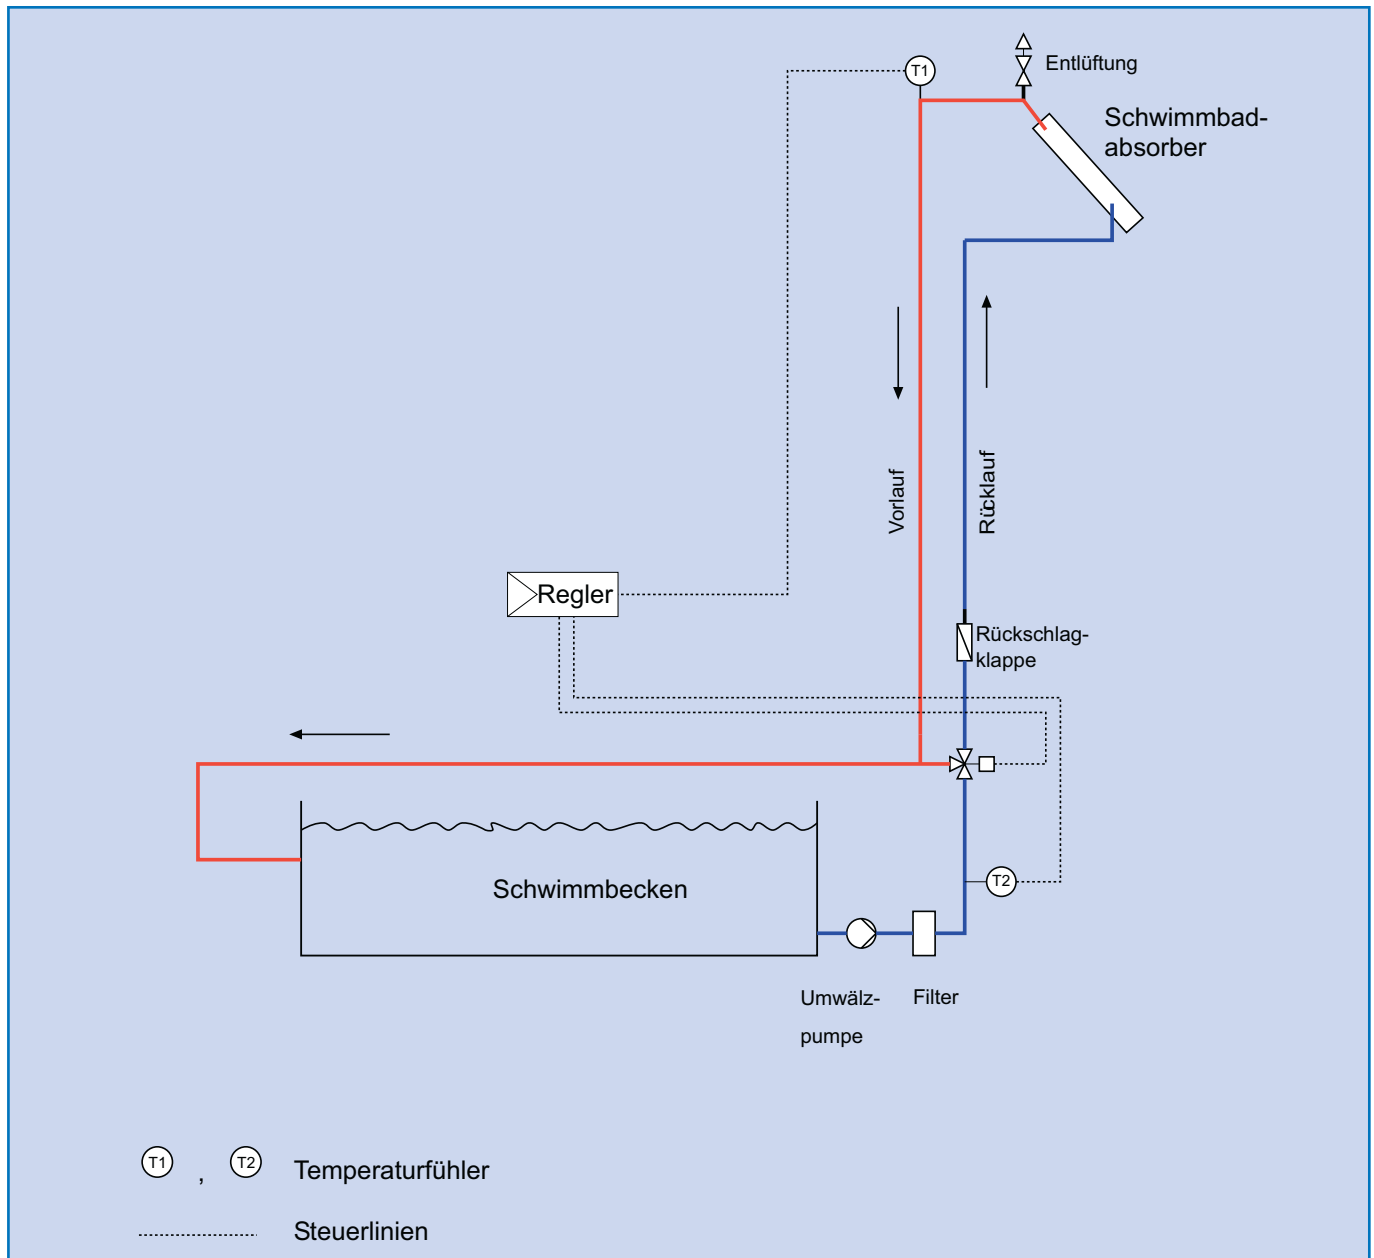 T1
Entlüftung
Schwimmbad-
absorber
Vorlauf
Rücklauf
Regler
Rückschlag-
klappe
Schwimmbecken
T2
Umwälz-
pumpe
Filter
T1 , T2 Temperaturfühler
Steuerlinien